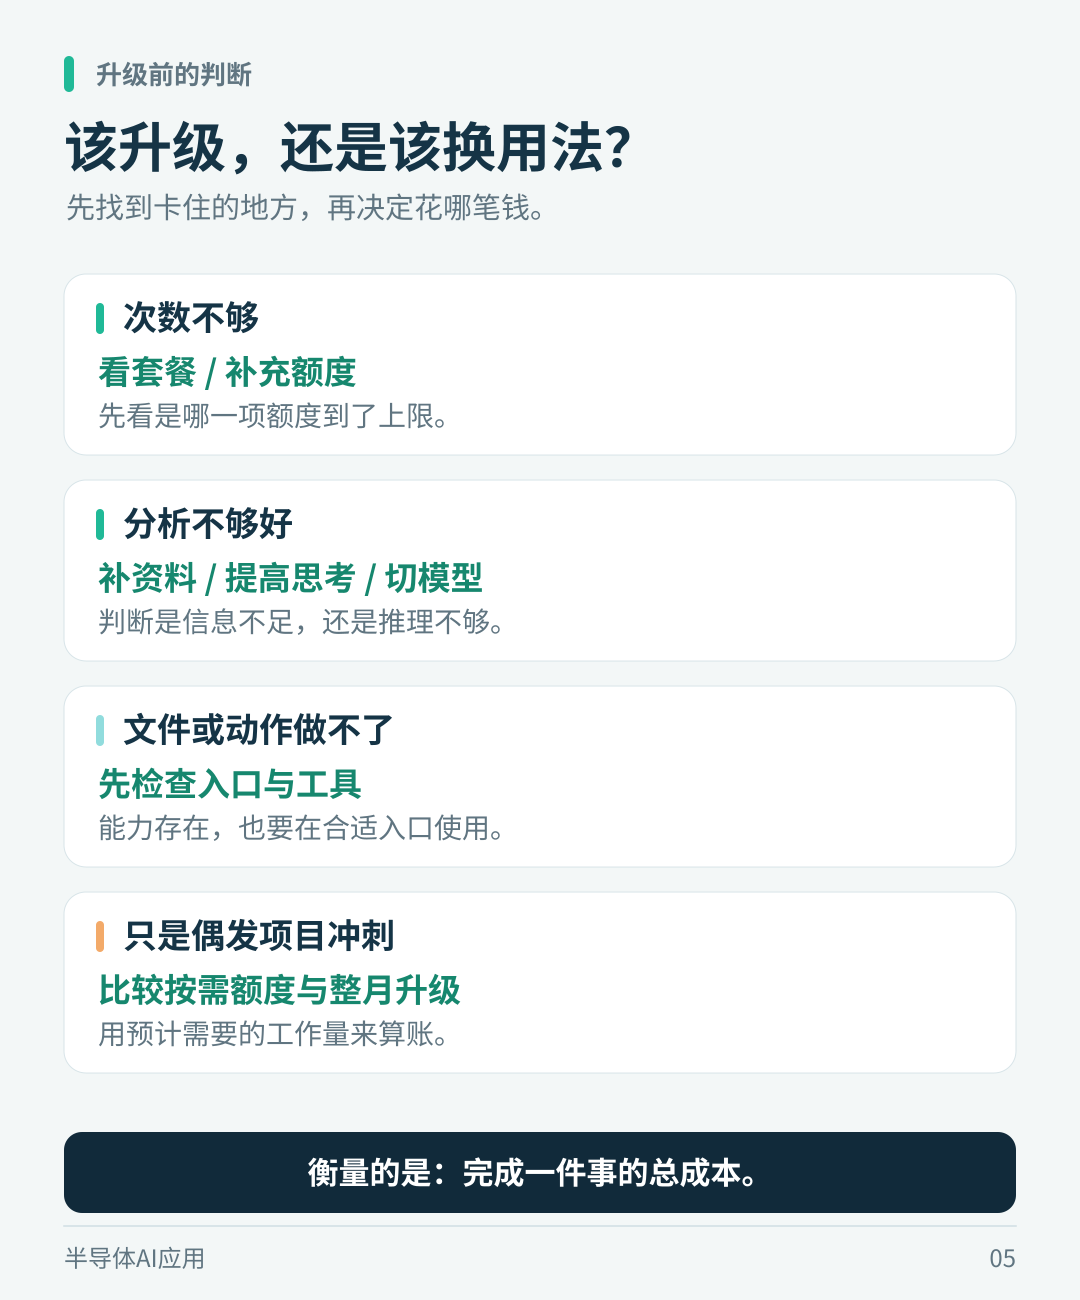 升级前的判断
该升级，还是该换用法？
先找到卡住的地方，再决定花哪笔钱。
次数不够
看套餐 / 补充额度
先看是哪一项额度到了上限。
分析不够好
补资料 / 提高思考 / 切模型
判断是信息不足，还是推理不够。
文件或动作做不了
先检查入口与工具
能力存在，也要在合适入口使用。
只是偶发项目冲刺
比较按需额度与整月升级
用预计需要的工作量来算账。
衡量的是：完成一件事的总成本。
半导体AI应用
05